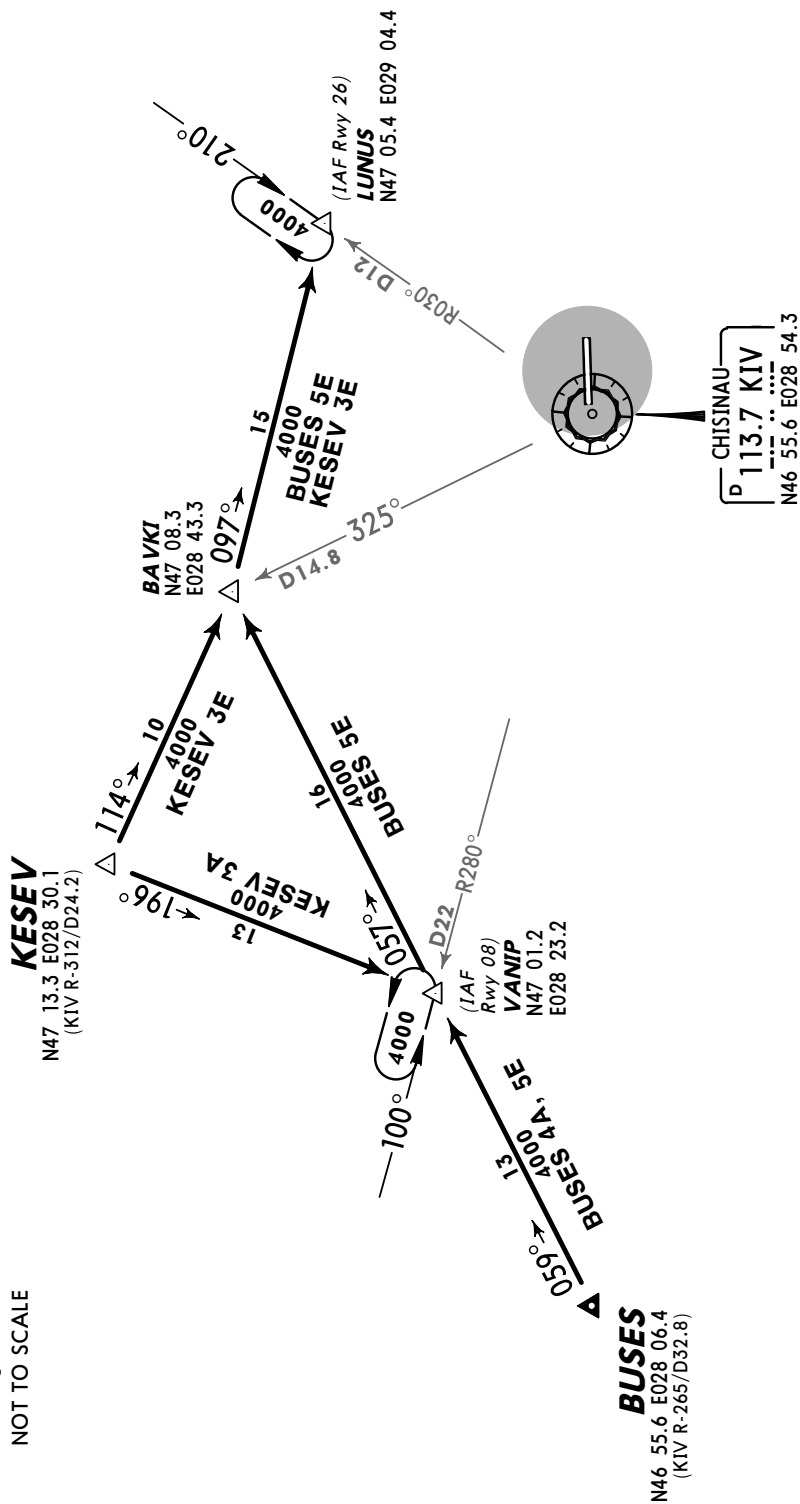 NOT TO SCALE
KESEV
N47 13.3 E028 30.1
(KIV R-312/D24.2)
114°
10
4000
KESEV 3E
196°
13
4000
KESEV 3A
BAVKI
N47 08.3
E028 43.3
097°
15
4000
BUSES 5E
KESEV 3E
210°
4000
(IAF Rwy 26)
LUNUS
N47 05.4 E029 04.4
D12
R030°
325°
D14.8
057°
16
4000
BUSES 5E
D22
R280°
4000
100°
(IAF
Rwy 08)
VANIP
N47 01.2
E028 23.2
059°
13
4000
BUSES 4A, 5E
BUSES
N46 55.6 E028 06.4
(KIV R-265/D32.8)
CHISINAU
D
113.7 KIV
N46 55.6 E028 54.3